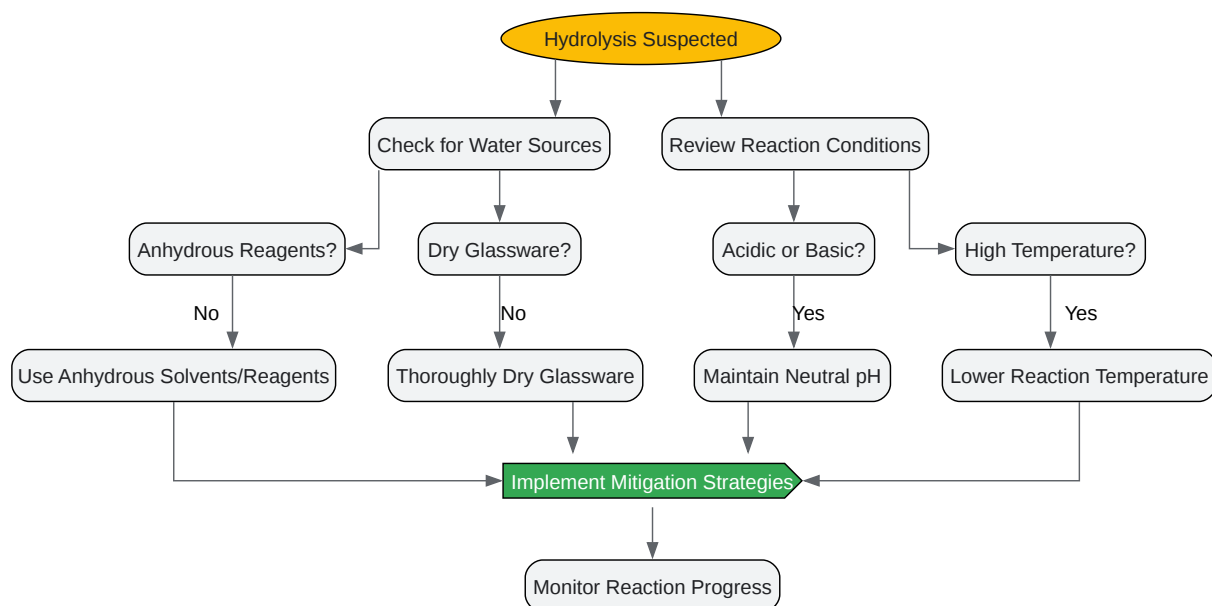 Hydrolysis Suspected
Check for Water Sources
Review Reaction Conditions
Anhydrous Reagents?
Dry Glassware?
Acidic or Basic?
High Temperature?
No
No
Yes
Yes
Use Anhydrous Solvents/Reagents
Thoroughly Dry Glassware
Maintain Neutral pH
Lower Reaction Temperature
Implement Mitigation Strategies
Monitor Reaction Progress